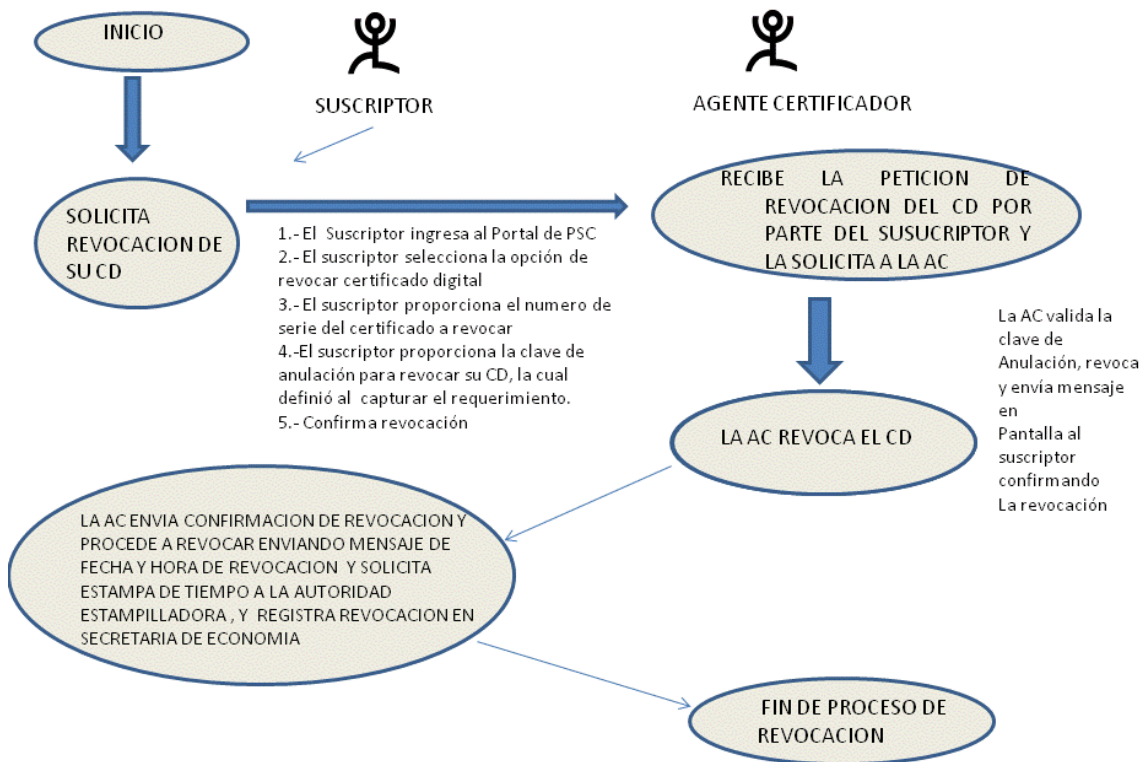 INICIO
SUSCRIPTOR
AGENTE CERTIFICADOR
SOLICITA
REVOCACION DE
SU CD
1.- El Suscriptor ingresa al Portal de PSC
2.- El suscriptor selecciona la opción de
revocar certificado digital
3.- El suscriptor proporciona el numero de
serie del certificado a revocar
4.-El suscriptor proporciona la clave de
anulación para revocar su CD, la cual
definió al capturar el requerimiento.
5.- Confirma revocación
RECIBE LA PETICION DE
REVOCACION DEL CD POR
PARTE DEL SUSUCRIPTOR Y
LA SOLICITA A LA AC
La AC valida la
clave de
Anulación, revoca
y envía mensaje
en
Pantalla al
suscriptor
confirmando
La revocación
LA AC REVOCA EL CD
LA AC ENVIA CONFIRMACION DE REVOCACION Y
PROCEDE A REVOCAR ENVIANDO MENSAJE DE
FECHA Y HORA DE REVOCACION Y SOLICITA
ESTAMPA DE TIEMPO A LA AUTORIDAD
ESTAMPILLADORA , Y REGISTRA REVOCACION EN
SECRETARIA DE ECONOMIA
FIN DE PROCESO DE
REVOCACION